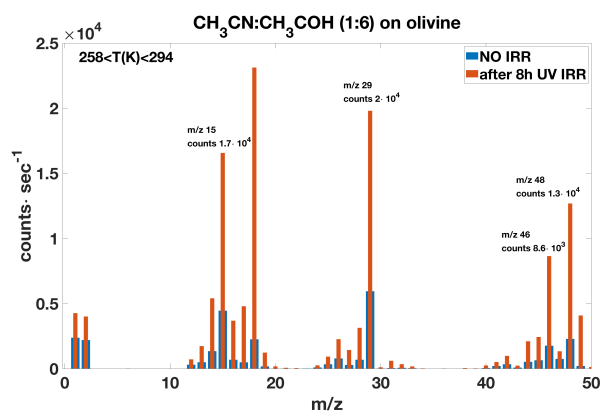 CH3CN:CH3COH (1:6) on olivine
×10^4
2.5
2
1.5
1
0.5
0
counts· sec^-1
258<T(K)<294
NO IRR
after 8h UV IRR
m/z 29
counts 2· 10^4
m/z 15
counts 1.7· 10^4
m/z 48
counts 1.3· 10^4
m/z 46
counts 8.6· 10^3
0 10 20 30 40 50
m/z